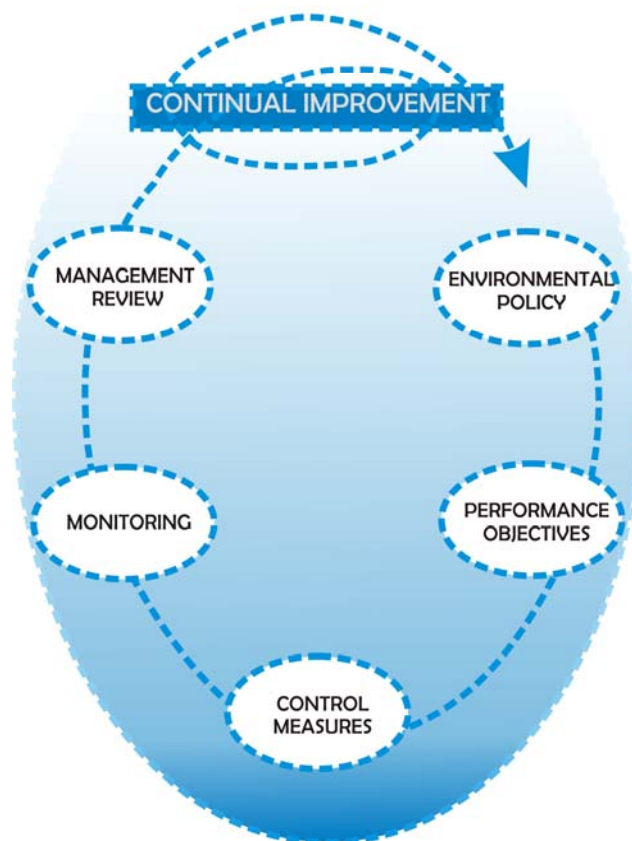 CONTINUAL IMPROVEMENT
MANAGEMENT
REVIEW
ENVIRONMENTAL
POLICY
MONITORING
PERFORMANCE
OBJECTIVES
CONTROL
MEASURES